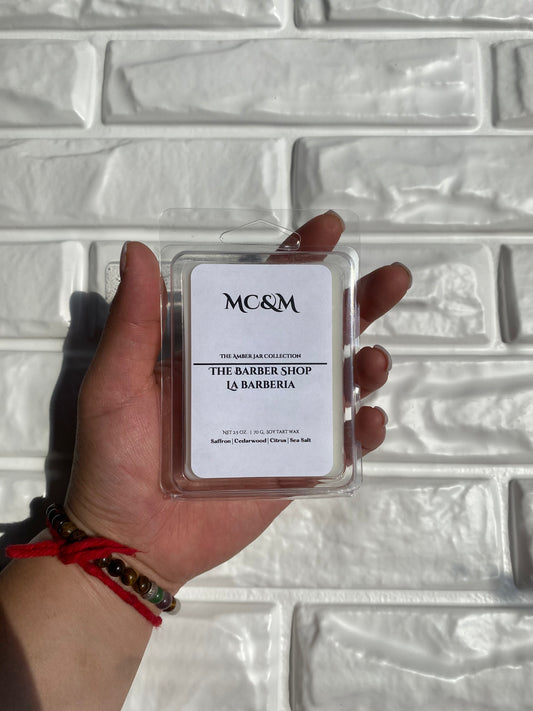 MC&M
The Amber Jar Collection
The Barber Shop
La Barberia
NET 2.5 OZ. | 70 G, SOY TART WAX
Saffron | Cedarwood | Citrus | Sea Salt